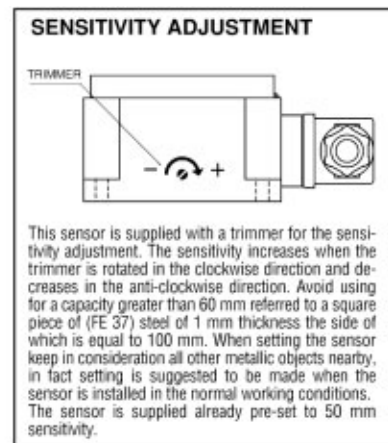 SENSITIVITY ADJUSTMENT
TRIMMER
- +
This sensor is supplied with a trimmer for the sensi-
tivity adjustment. The sensitivity increases when the
trimmer is rotated in the clockwise direction and de-
creases in the anti-clockwise direction. Avoid using
for a capacity greater than 60 mm referred to a square
piece of (FE 37) steel of 1 mm thickness the side of
which is equal to 100 mm. When setting the sensor
keep in consideration all other metallic objects nearby,
in fact setting is suggested to be made when the
sensor is installed in the normal working conditions.
The sensor is supplied already pre-set to 50 mm
sensitivity.